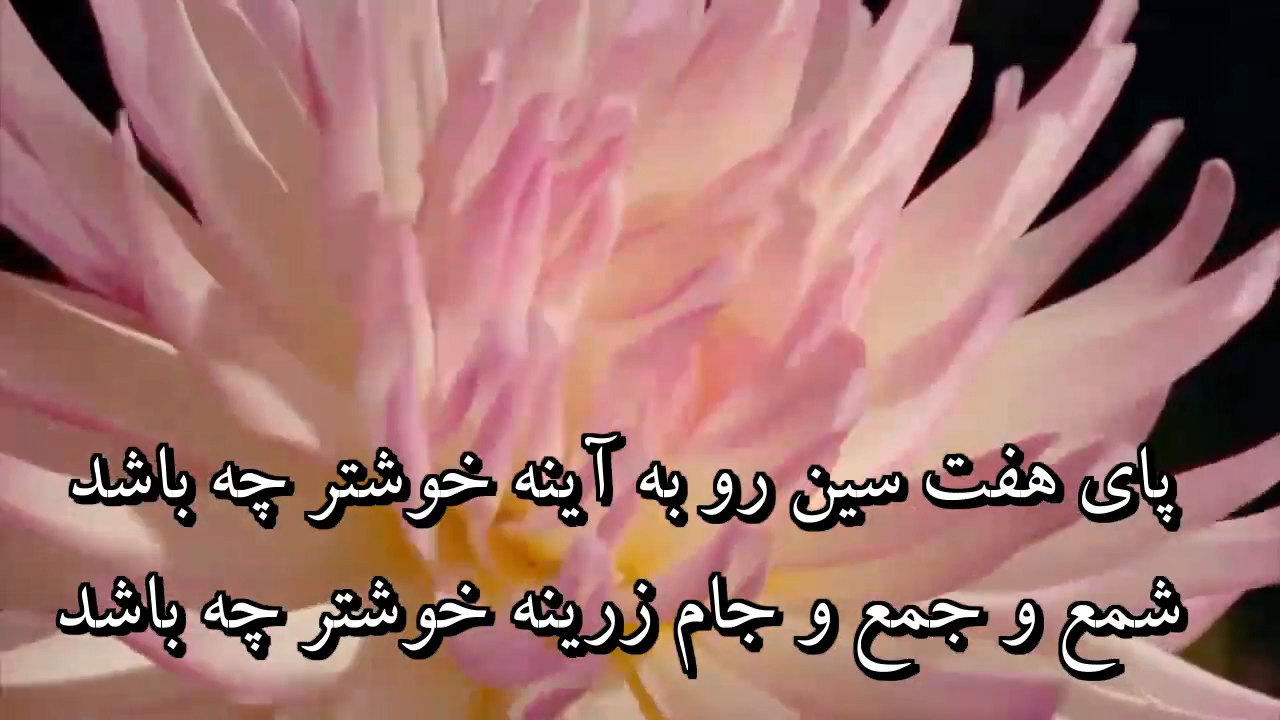 پای هفت سین رو به آینه خوشتر چه باشد
شمع و جمع و جام زرینه خوشتر چه باشد